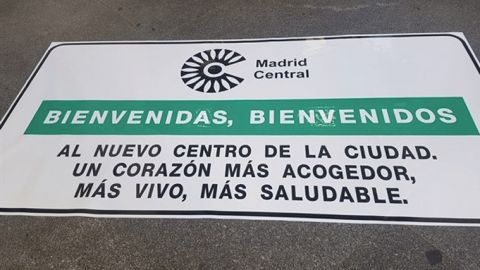 Madrid
Central
BIENVENIDAS, BIENVENIDOS
AL NUEVO CENTRO DE LA CIUDAD.
UN CORAZÓN MÁS ACOGEDOR,
MÁS VIVO, MÁS SALUDABLE.